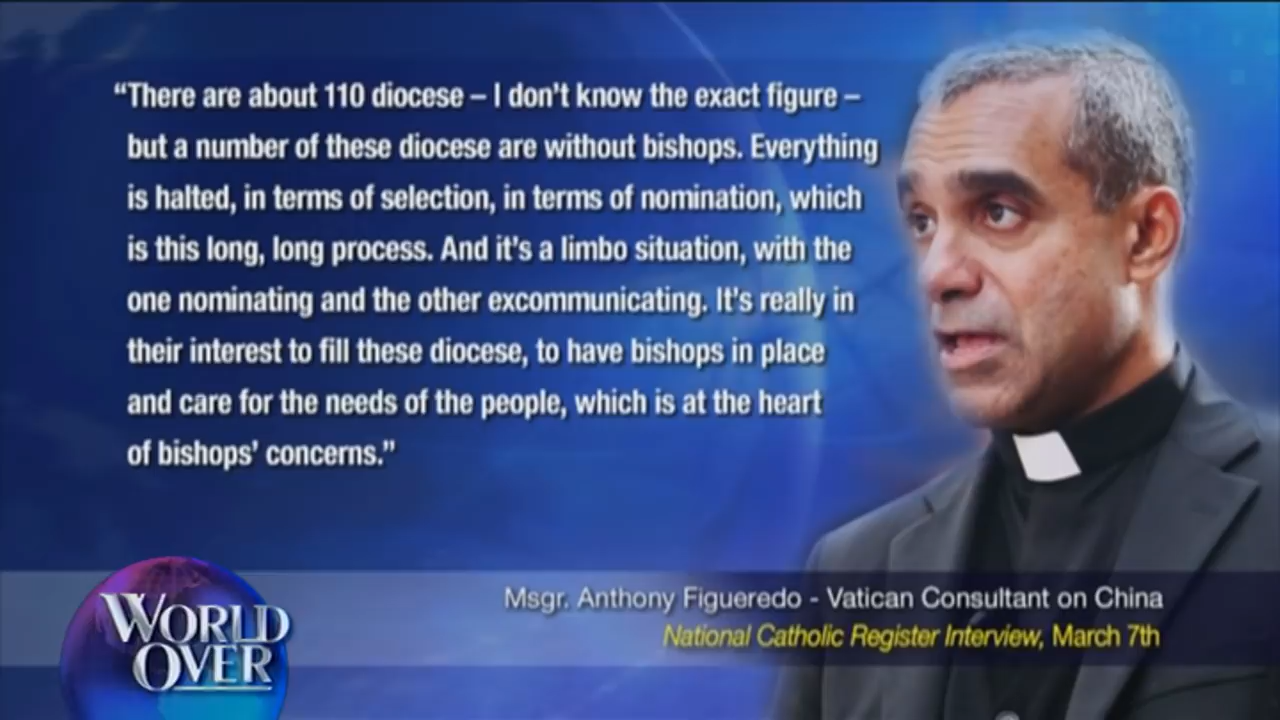 “There are about 110 diocese – I don’t know the exact figure –
but a number of these diocese are without bishops. Everything
is halted, in terms of selection, in terms of nomination, which
is this long, long process. And it’s a limbo situation, with the
one nominating and the other excommunicating. It’s really in
their interest to fill these diocese, to have bishops in place
and care for the needs of the people, which is at the heart
of bishops’ concerns.”
Msgr. Anthony Figueredo - Vatican Consultant on China
National Catholic Register Interview, March 7th
WORLD
OVER